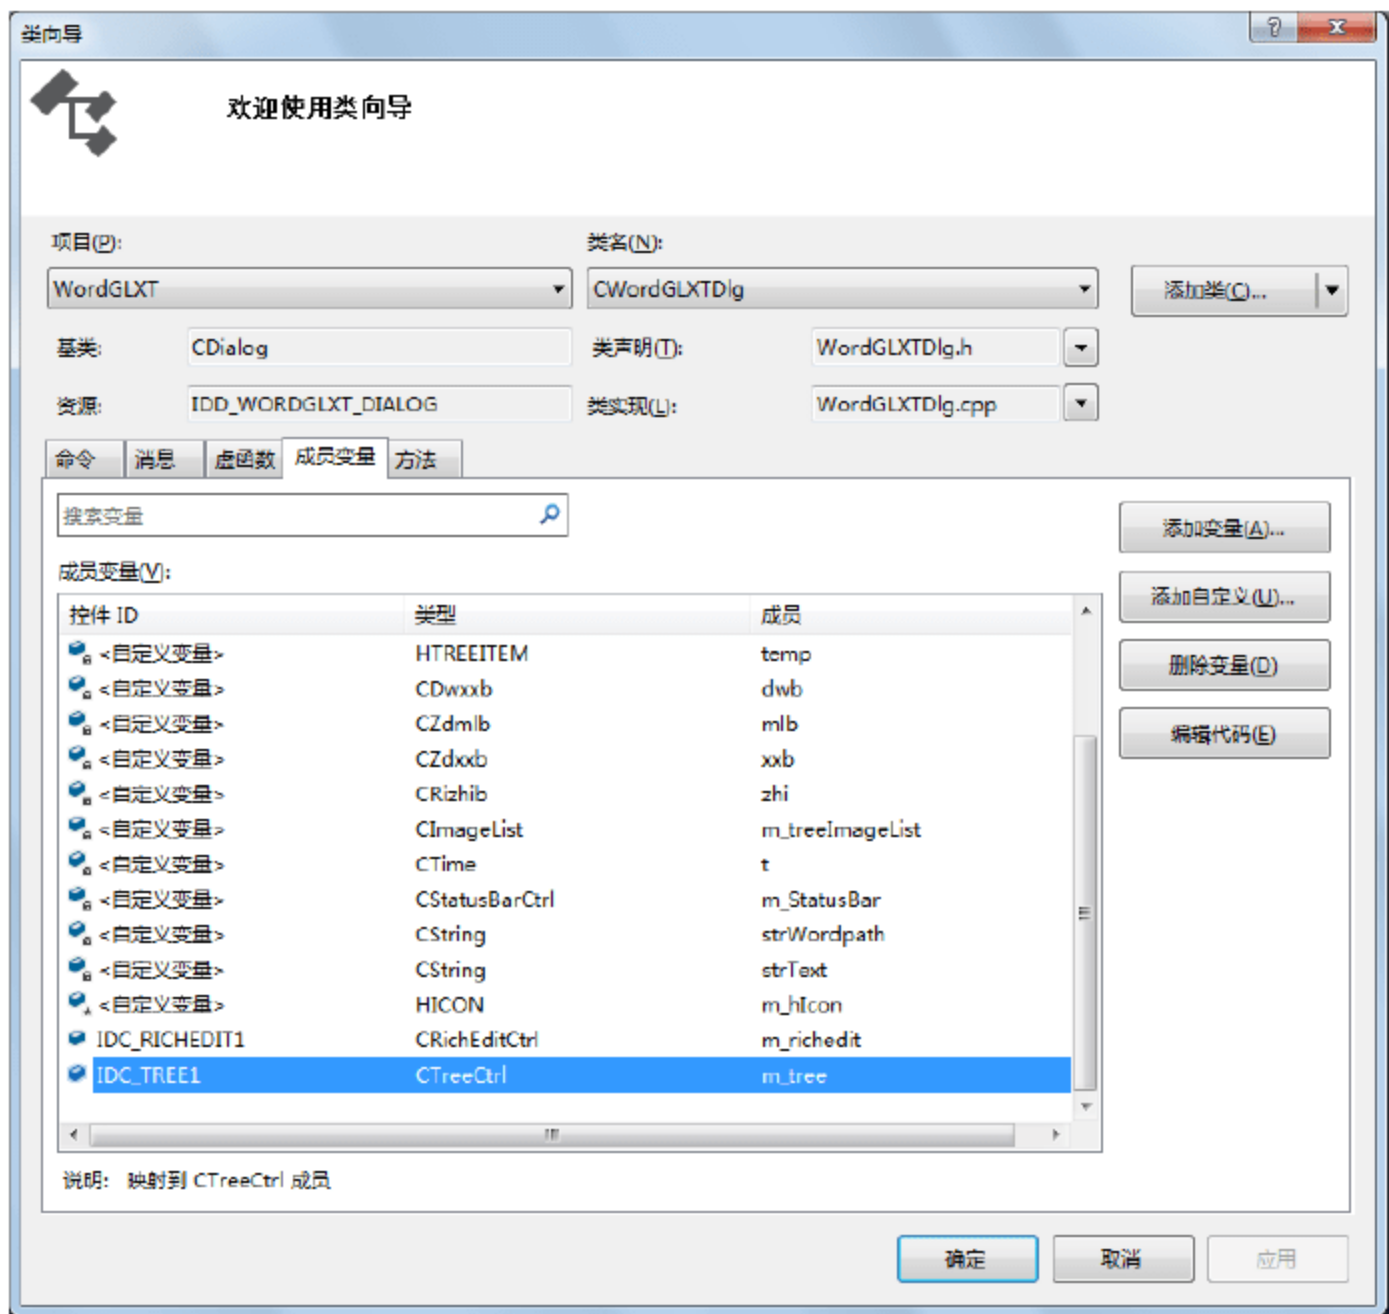 类向导
欢迎使用类向导
项目(P): 类名(N):
WordGLXT CWordGLXTDlg 添加类(C)...
基类: CDialog 类声明(T): WordGLXTDlg.h
资源: IDD_WORDGLXT_DIALOG 类实现(L): WordGLXTDlg.cpp
命令 消息 虚函数 成员变量 方法
搜索变量 添加变量(A)...
成员变量(V):
添加自定义(U)...
控件 ID 类型 成员
<自定义变量> HTREEITEM temp
删除变量(D)
<自定义变量> CDwxxb dwb
<自定义变量> CZdmlb mlb
编辑代码(E)
<自定义变量> CZdxxb xxb
<自定义变量> CRizhib zhi
<自定义变量> CImageList m_treeImageList
<自定义变量> CTime t
<自定义变量> CStatusBarCtrl m_StatusBar
<自定义变量> CString strWordpath
<自定义变量> CString strText
<自定义变量> HICON m_hIcon
IDC_RICHEDIT1 CRichEditCtrl m_richedit
IDC_TREE1 CTreeCtrl m_tree
说明: 映射到 CTreeCtrl 成员
确定 取消 应用